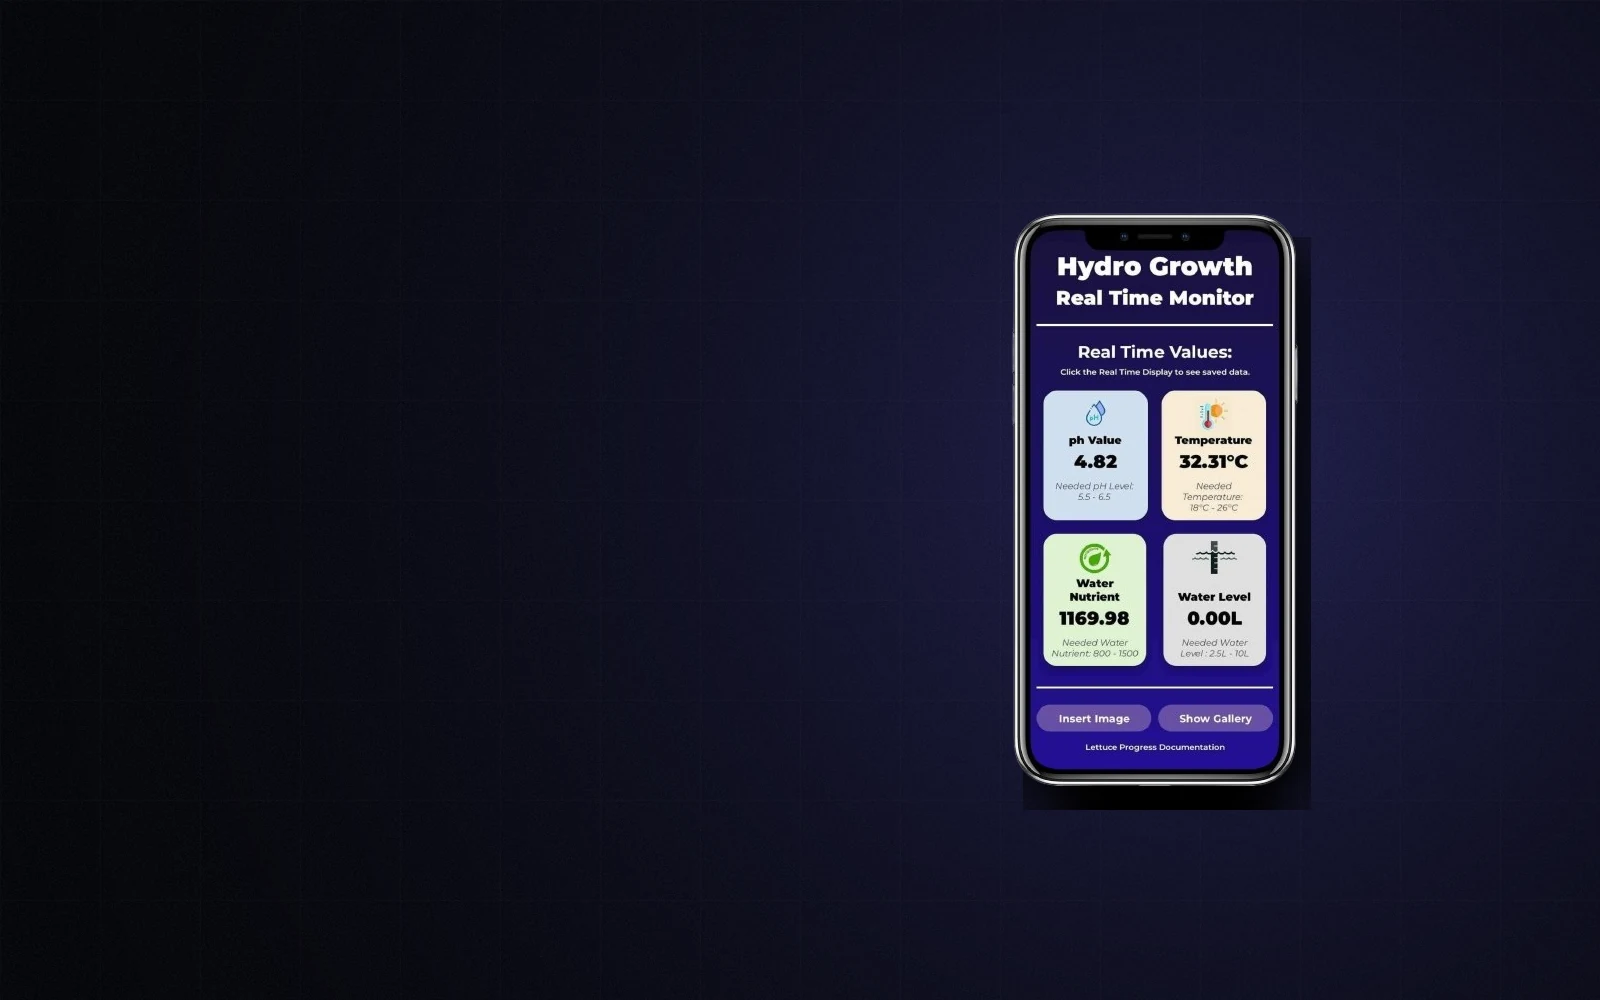 Hydro Growth
Real Time Monitor
Real Time Values:
Click the Real Time Display to see saved data.
pH
ph Value
4.82
Needed pH Level:
5.5 - 6.5
Temperature
32.31°C
Needed
Temperature:
18°C - 26°C
Water
Nutrient
1169.98
Needed Water
Nutrient: 800 - 1500
Water Level
0.00L
Needed Water
Level : 2.5L - 10L
Insert Image
Show Gallery
Lettuce Progress Documentation